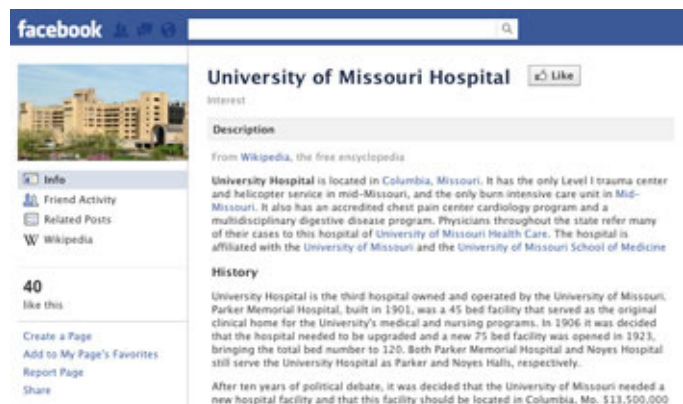 facebook
University of Missouri Hospital
Like
Interest
Description
From Wikipedia, the free encyclopedia
Info
Friend Activity
Related Posts
Wikipedia
40
like this
Create a Page
Add to My Page's Favorites
Report Page
Share
University Hospital is located in Columbia, Missouri. It has the only Level I trauma center
and helicopter service in mid-Missouri, and the only burn intensive care unit in Mid-
Missouri. It also has an accredited chest pain center cardiology program and a
multidisciplinary digestive disease program. Physicians throughout the state refer many
of their cases to this hospital of University of Missouri Health Care. The hospital is
affiliated with the University of Missouri and the University of Missouri School of Medicine
History
University Hospital is the third hospital owned and operated by the University of Missouri.
Parker Memorial Hospital, built in 1901, was a 45 bed facility that served as the original
clinical home for the University's medical and nursing programs. In 1906 it was decided
that the hospital needed to be upgraded and a new 75 bed facility was opened in 1923,
bringing the total bed number to 120. Both Parker Memorial Hospital and Noyes Hospital
still serve the University Hospital as Parker and Noyes Halls, respectively.
After ten years of political debate, it was decided that the University of Missouri needed a
new hospital facility and that this facility should be located in Columbia, Mo. $13,500,000